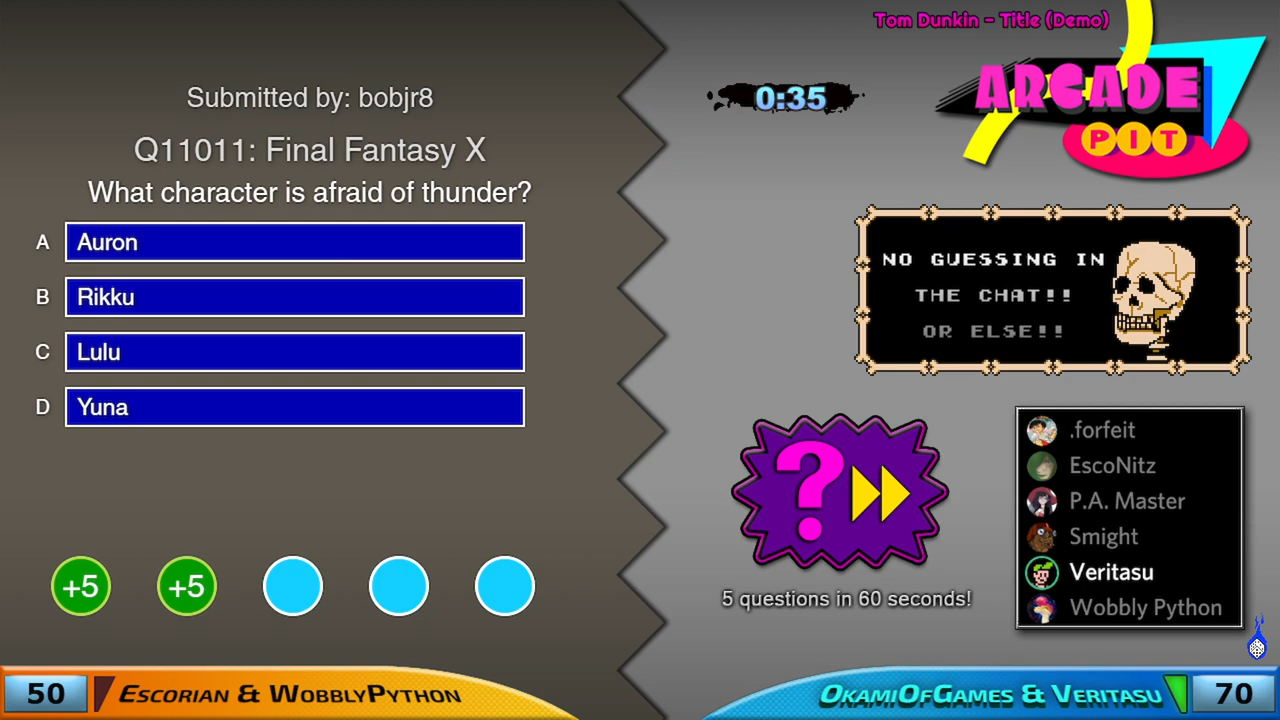 Tom Dunkin - Title (Demo)
ARCADE
PIT
0:35
Submitted by: bobjr8
Q11011: Final Fantasy X
What character is afraid of thunder?
A Auron
B Rikku
C Lulu
D Yuna
NO GUESSING IN
THE CHAT!!
OR ELSE!!
?
5 questions in 60 seconds!
.forfeit
EscoNitz
P.A. Master
Smight
Veritasu
Wobbly Python
+5 +5
50 Escorian & WobblyPython
OkamiOfGames & Veritasu 70